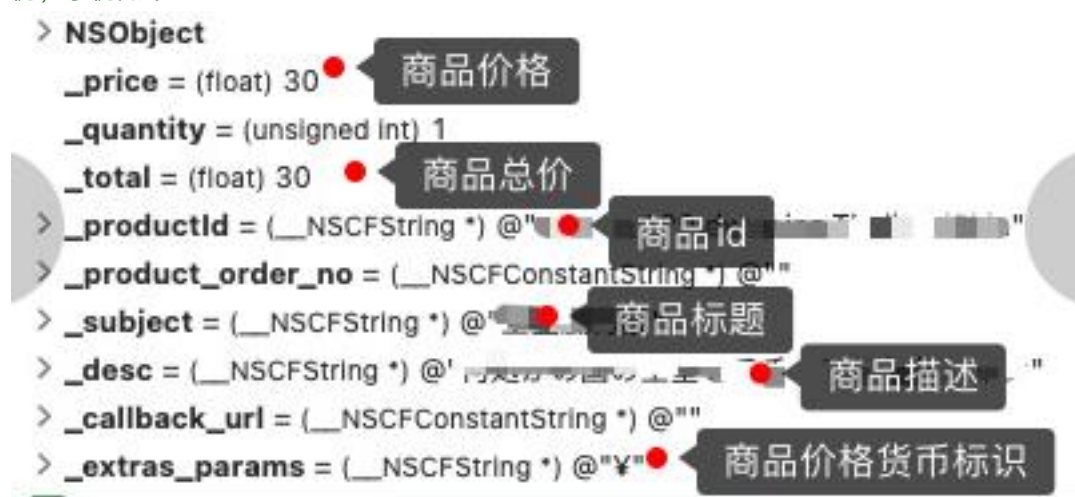 NSObject
_price = (float) 30 商品价格
_quantity = (unsigned int) 1
_total = (float) 30 商品总价
_productId = (__NSCFString *) @" 商品id "
_product_order_no = (__NSCFConstantString *) @""
_subject = (__NSCFString *) @" 商品标题
_desc = (__NSCFString *) @" 商品描述 "
_callback_url = (__NSCFConstantString *) @""
_extras_params = (__NSCFString *) @"¥" 商品价格货币标识